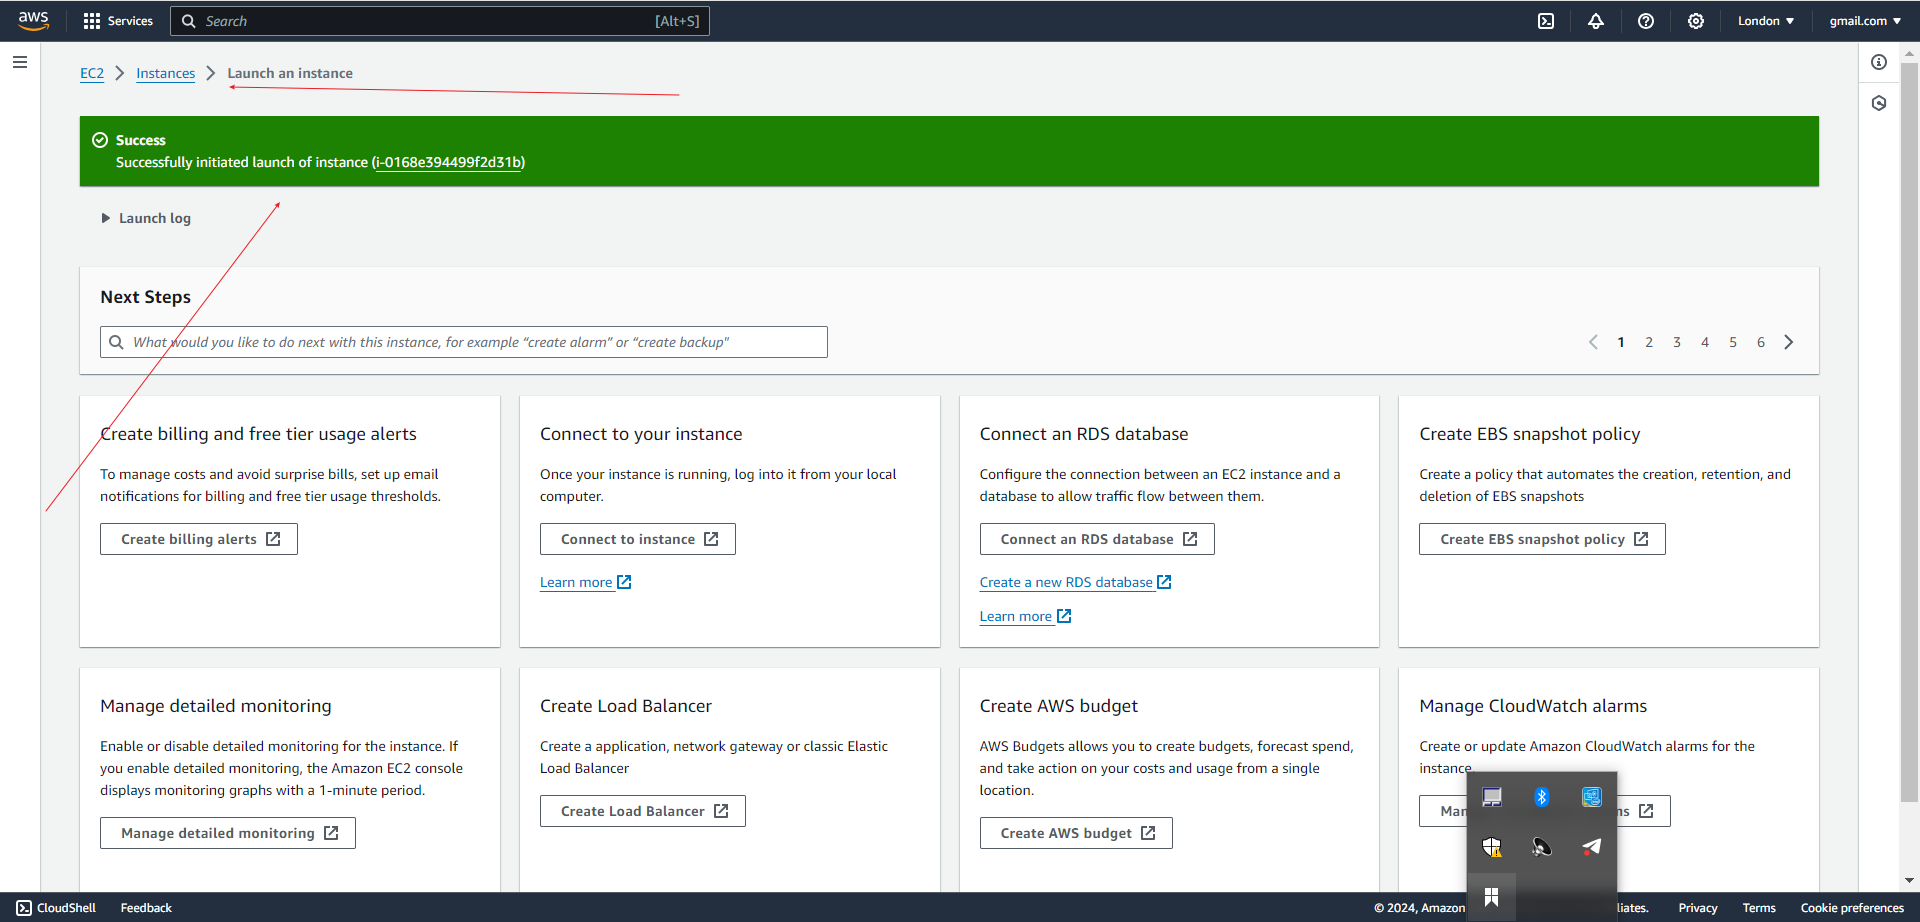 aws
Services
Search [Alt+S]
London
gmail.com
EC2 Instances Launch an instance
Success
Successfully initiated launch of instance (i-0168e394499f2d31b)
Launch log
Next Steps
What would you like to do next with this instance, for example “create alarm” or “create backup”
1 2 3 4 5 6
Create billing and free tier usage alerts
To manage costs and avoid surprise bills, set up email
notifications for billing and free tier usage thresholds.
Create billing alerts
Connect to your instance
Once your instance is running, log into it from your local
computer.
Connect to instance
Learn more
Connect an RDS database
Configure the connection between an EC2 instance and a
database to allow traffic flow between them.
Connect an RDS database
Create a new RDS database
Learn more
Create EBS snapshot policy
Create a policy that automates the creation, retention, and
deletion of EBS snapshots
Create EBS snapshot policy
Manage detailed monitoring
Enable or disable detailed monitoring for the instance. If
you enable detailed monitoring, the Amazon EC2 console
displays monitoring graphs with a 1-minute period.
Manage detailed monitoring
Create Load Balancer
Create a application, network gateway or classic Elastic
Load Balancer
Create Load Balancer
Create AWS budget
AWS Budgets allows you to create budgets, forecast spend,
and take action on your costs and usage from a single
location.
Create AWS budget
Manage CloudWatch alarms
Create or update Amazon CloudWatch alarms for the
instance.
CloudShell
Feedback
© 2024, Amazon
Privacy
Terms
Cookie preferences